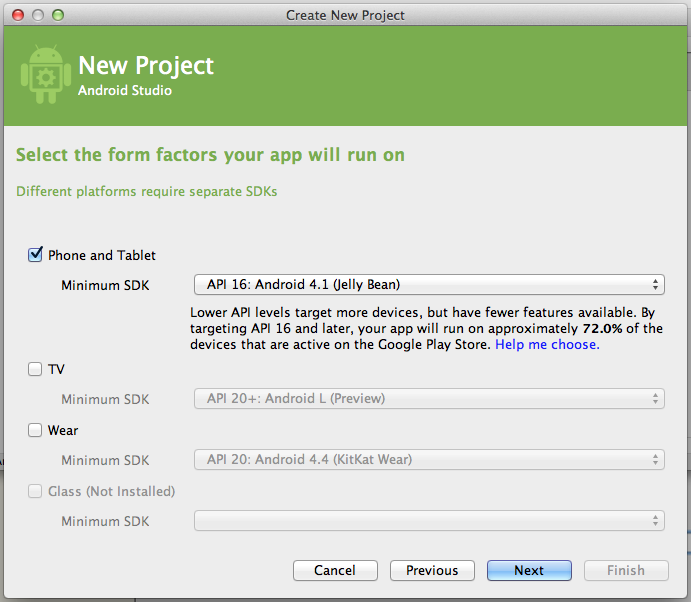 Create New Project
New Project
Android Studio
Select the form factors your app will run on
Different platforms require separate SDKs
Phone and Tablet
Minimum SDK
API 16: Android 4.1 (Jelly Bean)
Lower API levels target more devices, but have fewer features available. By
targeting API 16 and later, your app will run on approximately 72.0% of the
devices that are active on the Google Play Store. Help me choose.
TV
Minimum SDK
API 20+: Android L (Preview)
Wear
Minimum SDK
API 20: Android 4.4 (KitKat Wear)
Glass (Not Installed)
Minimum SDK
Cancel
Previous
Next
Finish